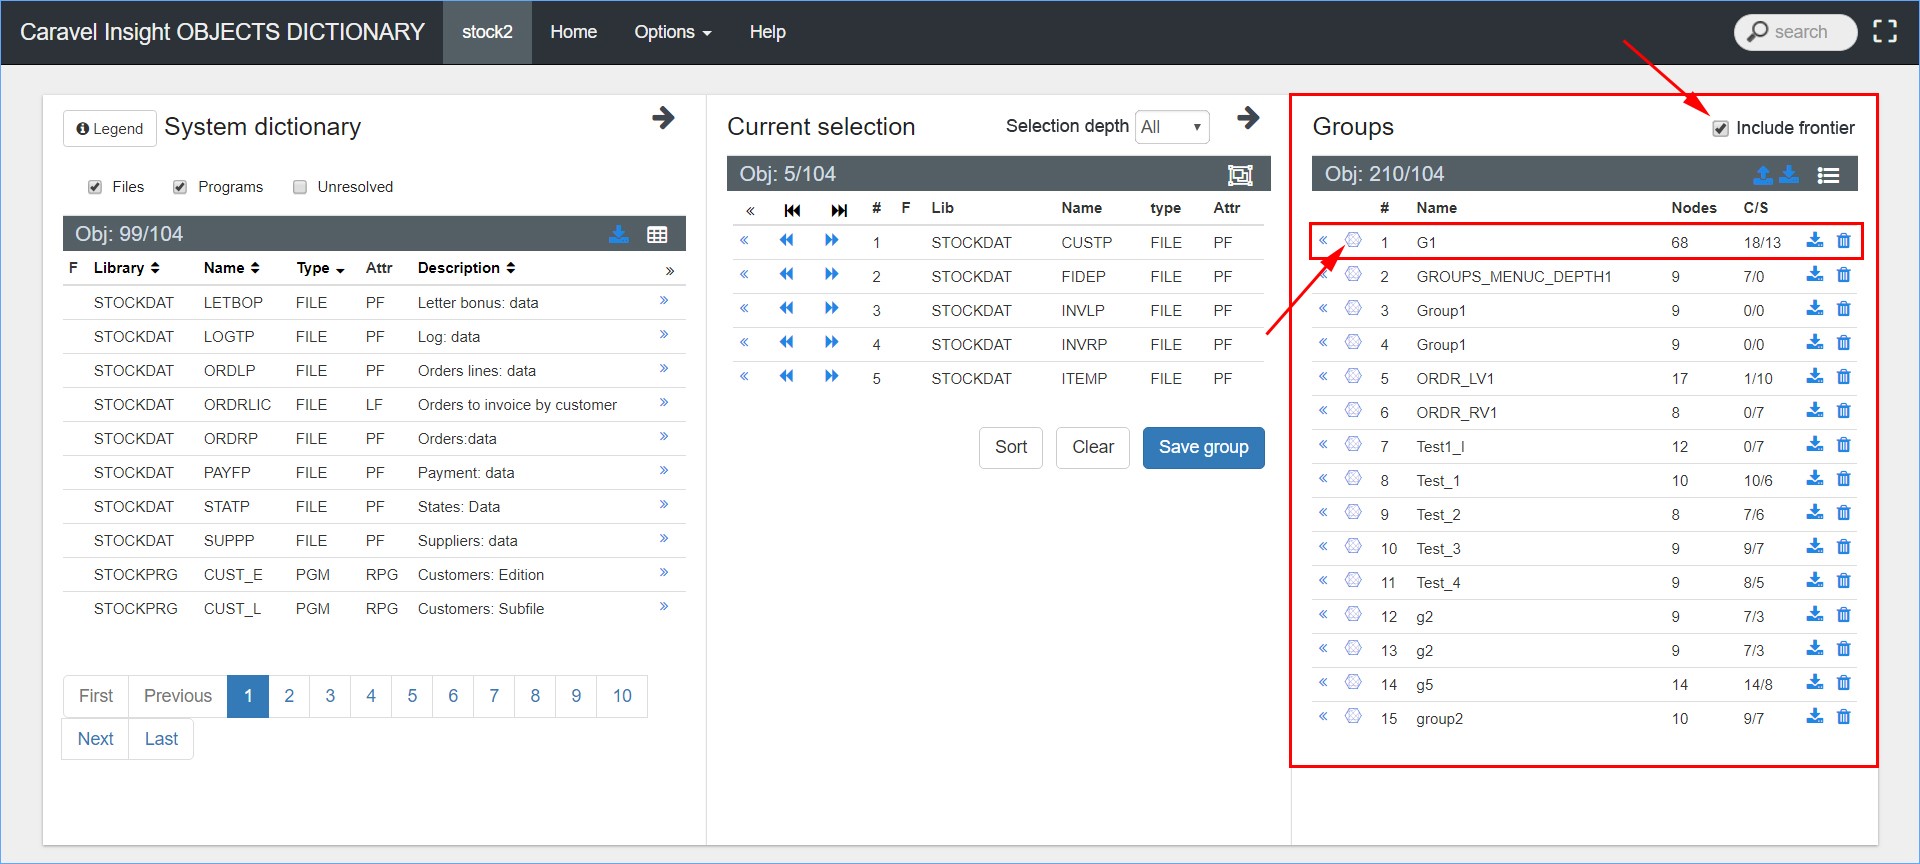 Caravel Insight OBJECTS DICTIONARY stock2 Home Options Help search
Legend System dictionary
Files Programs Unresolved
Obj: 99/104
F Library Name Type Attr Description »
STOCKDAT LETBOP FILE PF Letter bonus: data »
STOCKDAT LOGTP FILE PF Log: data »
STOCKDAT ORDLP FILE PF Orders lines: data »
STOCKDAT ORDRLIC FILE LF Orders to invoice by customer »
STOCKDAT ORDRP FILE PF Orders:data »
STOCKDAT PAYFP FILE PF Payment: data »
STOCKDAT STATP FILE PF States: Data »
STOCKDAT SUPPP FILE PF Suppliers: data »
STOCKPRG CUST_E PGM RPG Customers: Edition »
STOCKPRG CUST_L PGM RPG Customers: Subfile »
First Previous 1 2 3 4 5 6 7 8 9 10
Next Last
Current selection Selection depth All
Obj: 5/104
« # F Lib Name type Attr
« 1 STOCKDAT CUSTP FILE PF
« 2 STOCKDAT FIDEP FILE PF
« 3 STOCKDAT INVLP FILE PF
« 4 STOCKDAT INVRP FILE PF
« 5 STOCKDAT ITEMP FILE PF
Sort Clear Save group
Groups Include frontier
Obj: 210/104
# Name Nodes C/S
« 1 G1 68 18/13
« 2 GROUPS_MENUC_DEPTH1 9 7/0
« 3 Group1 9 0/0
« 4 Group1 9 0/0
« 5 ORDR_LV1 17 1/10
« 6 ORDR_RV1 8 0/7
« 7 Test1_I 12 0/7
« 8 Test_1 10 10/6
« 9 Test_2 8 7/6
« 10 Test_3 9 9/7
« 11 Test_4 9 8/5
« 12 g2 9 7/3
« 13 g2 9 7/3
« 14 g5 14 14/8
« 15 group2 10 9/7